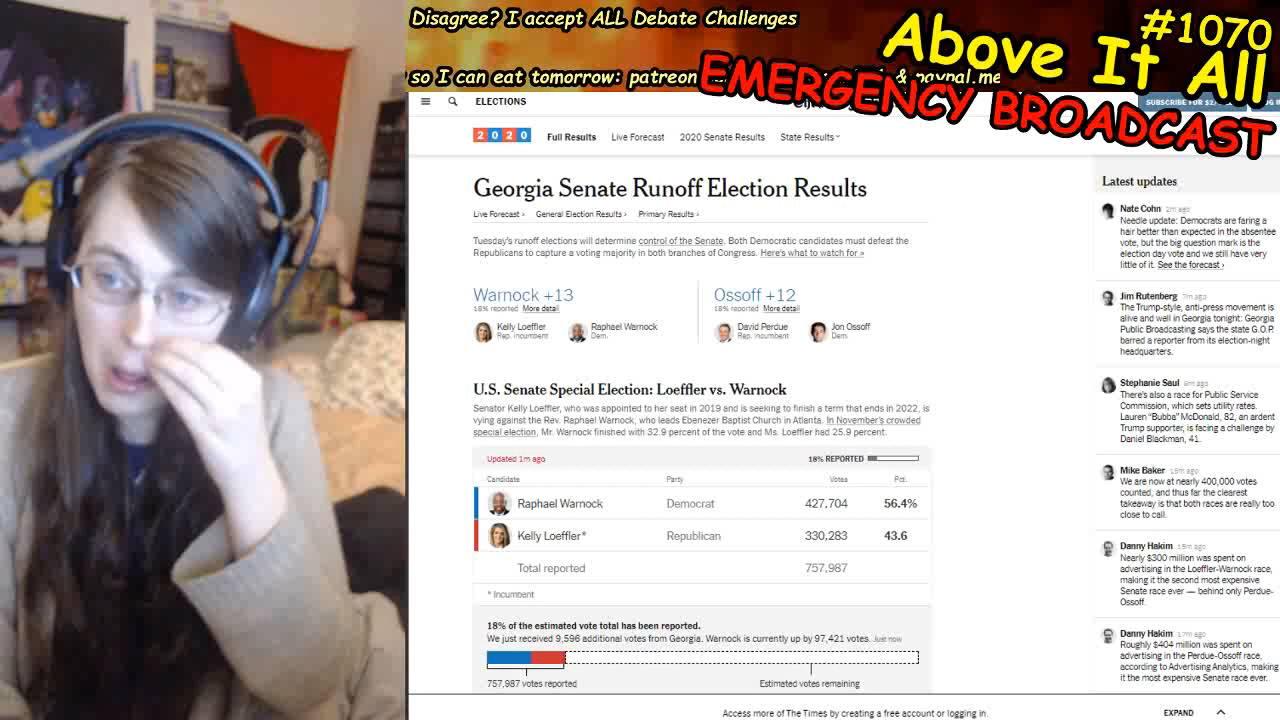 Disagree? I accept ALL Debate Challenges
so I can eat tomorrow: patreon & paypal.me
#1070
Above It All
EMERGENCY BROADCAST
ELECTIONS
SUBSCRIBE FOR
2020
Full Results
Live Forecast
2020 Senate Results
State Results
Georgia Senate Runoff Election Results
Live Forecast ›
General Election Results ›
Primary Results ›
Tuesday's runoff elections will determine control of the Senate. Both Democratic candidates must defeat the
Republicans to capture a voting majority in both branches of Congress. Here's what to watch for »
Warnock +13
18% reported More detail
Kelly Loeffler
Rep. incumbent
Raphael Warnock
Dem.
Ossoff +12
18% reported More detail
David Perdue
Rep. incumbent
Jon Ossoff
Dem.
U.S. Senate Special Election: Loeffler vs. Warnock
Senator Kelly Loeffler, who was appointed to her seat in 2019 and is seeking to finish a term that ends in 2022, is
vying against the Rev. Raphael Warnock, who leads Ebenezer Baptist Church in Atlanta. In November's crowded
special election, Mr. Warnock finished with 32.9 percent of the vote and Ms. Loeffler had 25.9 percent.
Updated 1m ago
18% REPORTED
Candidate Party Votes Pct.
Raphael Warnock Democrat 427,704 56.4%
Kelly Loeffler* Republican 330,283 43.6
Total reported 757,987
* Incumbent
18% of the estimated vote total has been reported.
We just received 9,596 additional votes from Georgia. Warnock is currently up by 97,421 votes. Just now
757,987 votes reported
Estimated votes remaining
Latest updates
Nate Cohn 2m ago
Needle update: Democrats are faring a
hair better than expected in the absentee
vote, but the big question mark is the
election day vote and we still have very
little of it. See the forecast ›
Jim Rutenberg 7m ago
The Trump-style, anti-press movement is
alive and well in Georgia tonight: Georgia
Public Broadcasting says the state G.O.P.
barred a reporter from its election-night
headquarters.
Stephanie Saul 8m ago
There's also a race for Public Service
Commission, which sets utility rates.
Lauren "Bubba" McDonald, 82, an ardent
Trump supporter, is facing a challenge by
Daniel Blackman, 41.
Mike Baker 15m ago
We are now at nearly 400,000 votes
counted, and thus far the clearest
takeaway is that both races are really too
close to call.
Danny Hakim 15m ago
Nearly $300 million was spent on
advertising in the Loeffler-Warnock race,
making it the second most expensive
Senate race ever — behind only Perdue-
Ossoff.
Danny Hakim 17m ago
Roughly $404 million was spent on
advertising in the Perdue-Ossoff race,
according to Advertising Analytics, making
it the most expensive Senate race ever.
Access more of The Times by creating a free account or logging in.
EXPAND